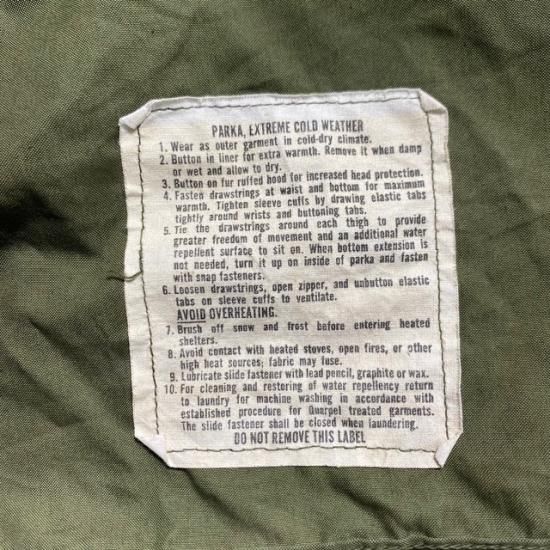 PARKA, EXTREME COLD WEATHER
1. Wear as outer garment in cold-dry climate.
2. Button in liner for extra warmth. Remove it when damp
or wet and allow to dry.
3. Button on fur ruffed hood for increased head protection.
4. Fasten drawstrings at waist and bottom for maximum
warmth. Tighten sleeve cuffs by drawing elastic tabs
tightly around wrists and buttoning tabs.
5. Tie the drawstrings around each thigh to provide
greater freedom of movement and an additional water
repellent surface to sit on. When bottom extension is
not needed, turn it up on inside of parka and fasten
with snap fasteners.
6. Loosen drawstrings, open zipper, and unbutton elastic
tabs on sleeve cuffs to ventilate.
AVOID OVERHEATING.
7. Brush off snow and frost before entering heated
shelters.
8. Avoid contact with heated stoves, open fires, or other
high heat sources; fabric may fuse.
9. Lubricate slide fastener with lead pencil, graphite or wax.
10. For cleaning and restoring of water repellency return
to laundry for machine washing in accordance with
established procedure for Quarpel treated garments.
The slide fastener shall be closed when laundering.
DO NOT REMOVE THIS LABEL